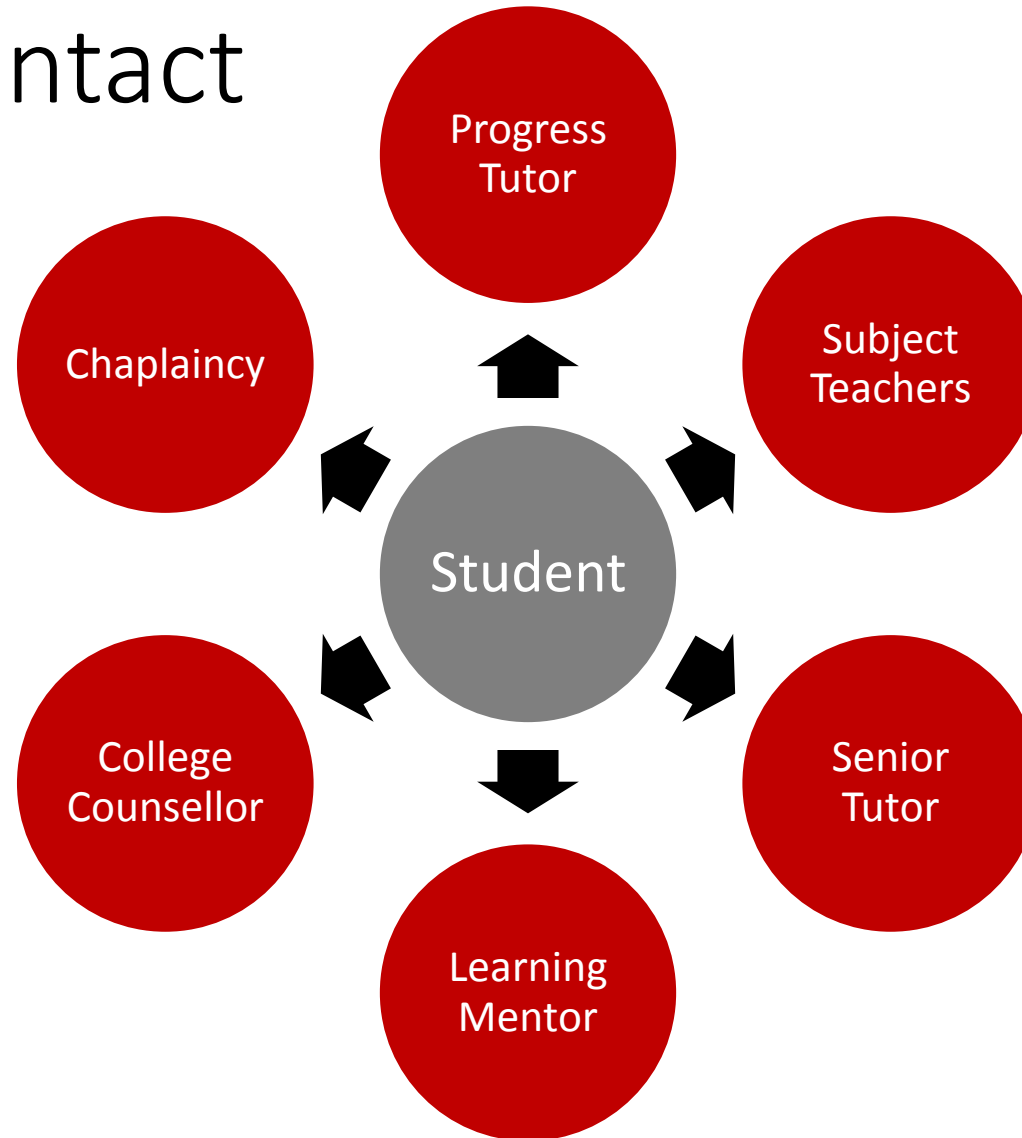 ntact
Progress
Tutor
Chaplaincy
Subject
Teachers
Student
College
Counsellor
Senior
Tutor
Learning
Mentor